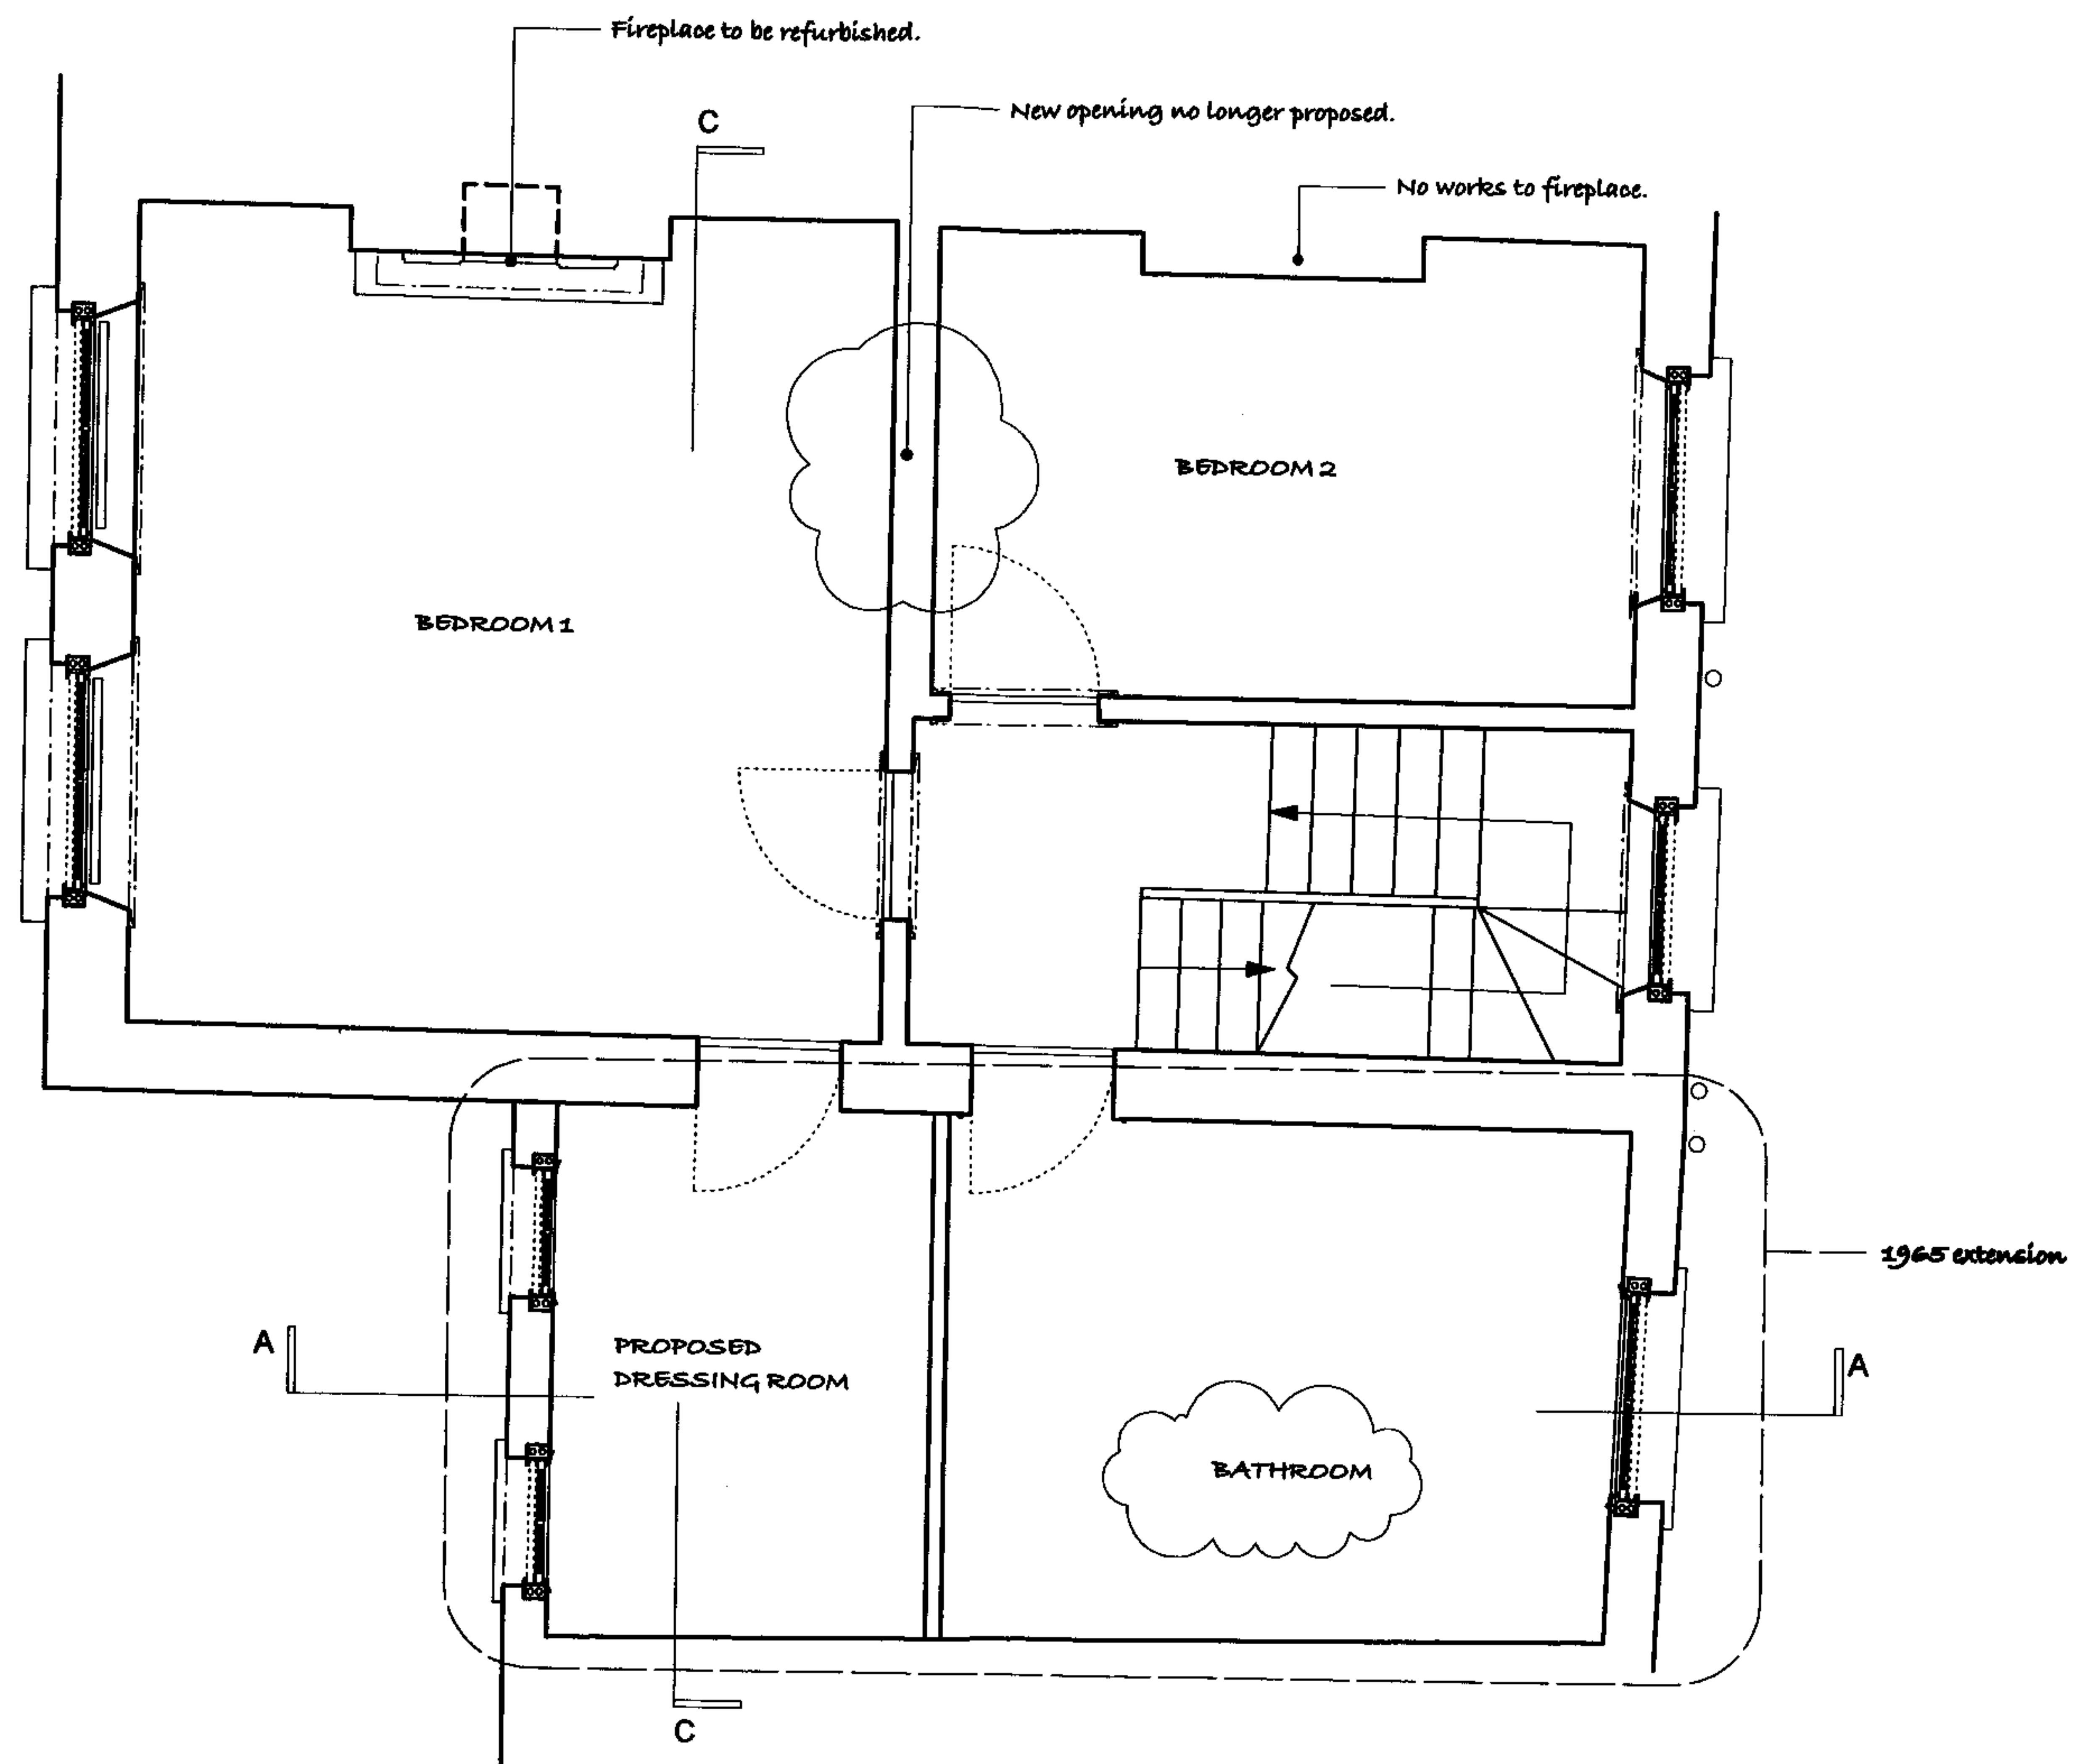 Fireplace to be refurbished.
New opening no longer proposed.
C
No works to fireplace.
BEDROOM 2
BEDROOM 1
1965 extension
A
PROPOSED
DRESSING ROOM
A
BATHROOM
C